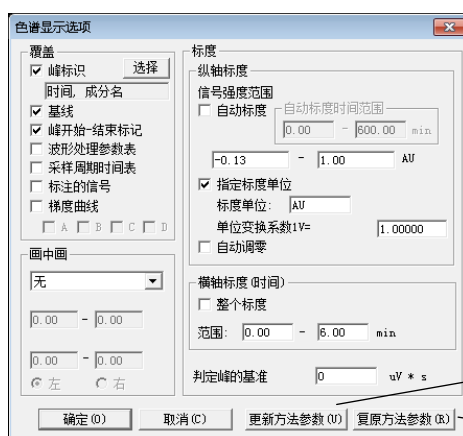 色谱显示选项
覆盖
峰标识 选择
时间, 成分名
基线
峰开始-结束标记
波形处理参数表
采样周期时间表
标注的信号
梯度曲线
A B C D
画中画
无
0.00 - 0.00
0.00 - 0.00
左 右
标度
纵轴标度
信号强度范围
自动标度 自动标度时间范围
0.00 - 600.00 min
-0.13 - 1.00 AU
指定标度单位
标度单位: AU
单位变换系数1V= 1.00000
自动调零
横轴标度(时间)
整个标度
范围: 0.00 - 6.00 min
判定峰的基准 0 uV * s
确定(O) 取消(C) 更新方法参数(U) 复原方法参数(R)